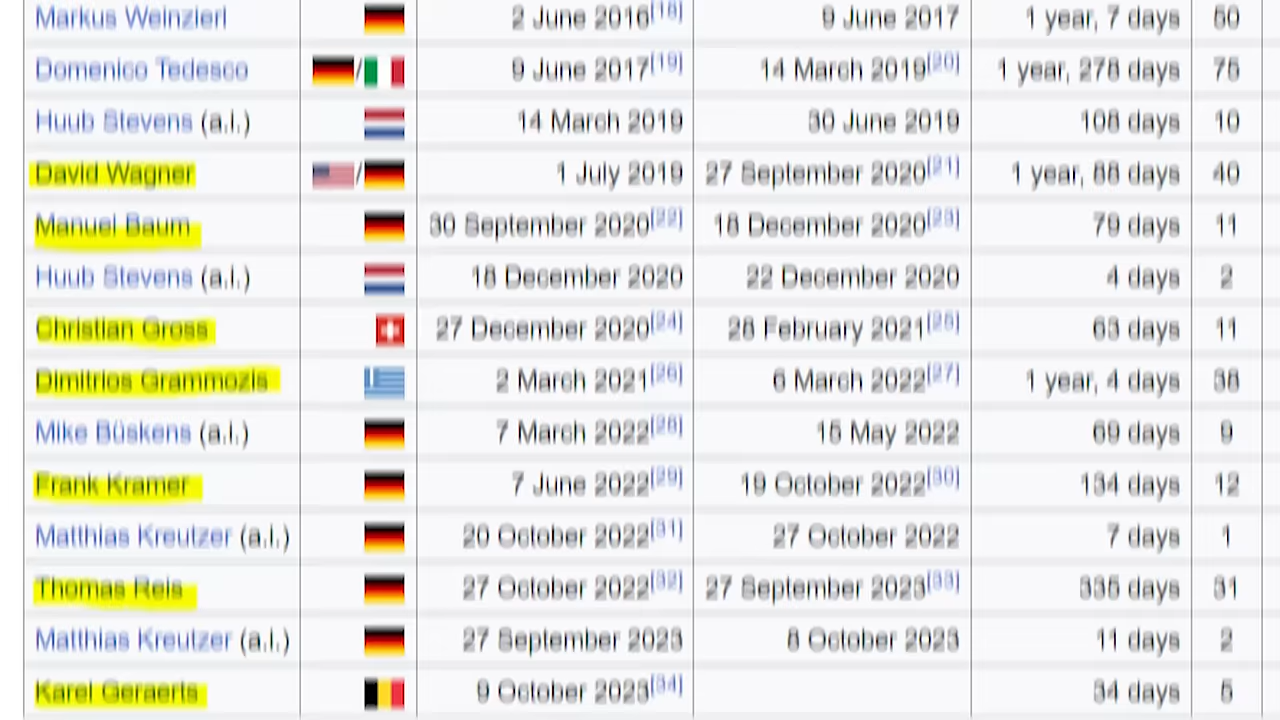 Markus Weinzierl 2 June 2016[18] 9 June 2017 1 year, 7 days 50
Domenico Tedesco / 9 June 2017[19] 14 March 2019[20] 1 year, 278 days 75
Huub Stevens (a.i.) 14 March 2019 30 June 2019 108 days 10
David Wagner / 1 July 2019 27 September 2020[21] 1 year, 88 days 40
Manuel Baum 30 September 2020[22] 18 December 2020[23] 79 days 11
Huub Stevens (a.i.) 18 December 2020 22 December 2020 4 days 2
Christian Gross 27 December 2020[24] 28 February 2021[25] 63 days 11
Dimitrios Grammozis 2 March 2021[26] 6 March 2022[27] 1 year, 4 days 38
Mike Büskens (a.i.) 7 March 2022[28] 15 May 2022 69 days 9
Frank Kramer 7 June 2022[29] 19 October 2022[30] 134 days 12
Matthias Kreutzer (a.i.) 20 October 2022[31] 27 October 2022 7 days 1
Thomas Reis 27 October 2022[32] 27 September 2023[33] 335 days 31
Matthias Kreutzer (a.i.) 27 September 2023 8 October 2023 11 days 2
Karel Geraerts 9 October 2023[34] 34 days 5